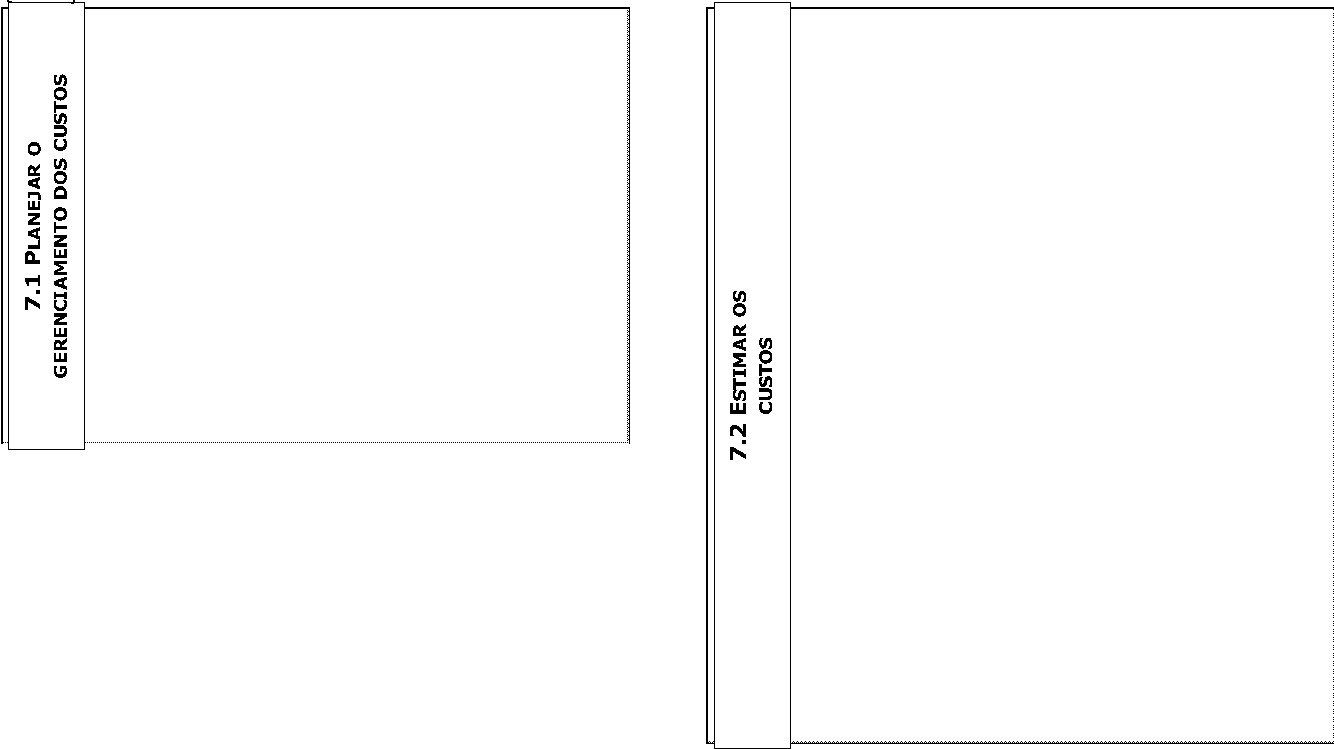 7.1 PLANEJAR O
GERENCIAMENTO DOS CUSTOS
7.2 ESTIMAR OS
CUSTOS